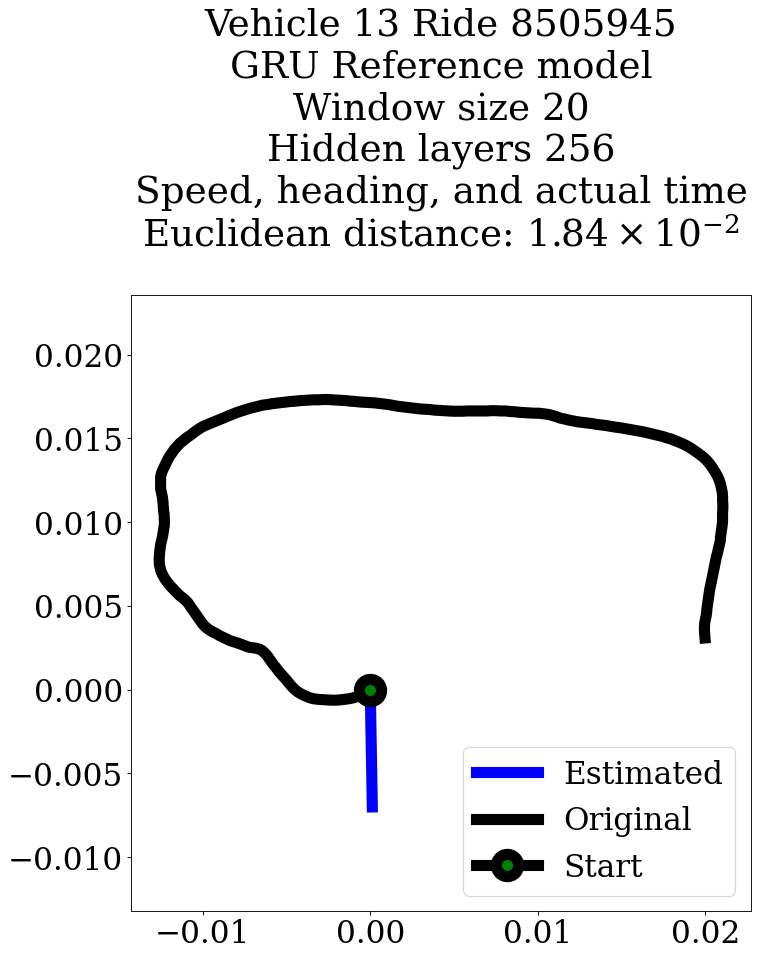 Vehicle 13 Ride 8505945
GRU Reference model
Window size 20
Hidden layers 256
Speed, heading, and actual time
Euclidean distance: 1.84 × 10⁻²
0.020
0.015
0.010
0.005
0.000
−0.005
−0.010
−0.01
0.00
0.01
0.02
Estimated
Original
Start